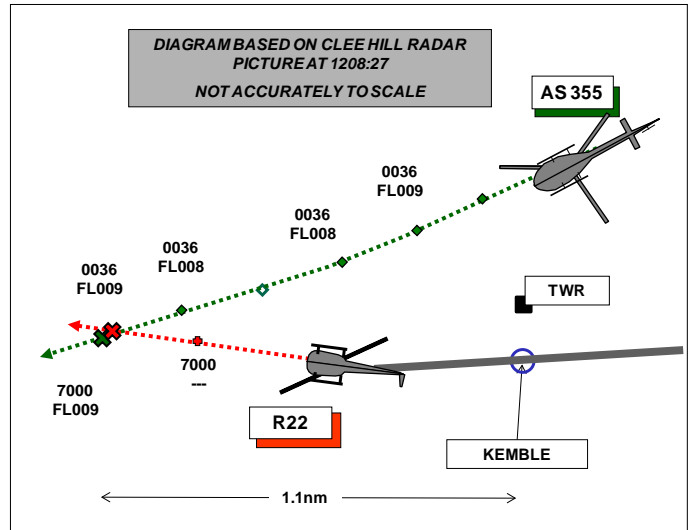 DIAGRAM BASED ON CLEE HILL RADAR
PICTURE AT 1208:27
NOT ACCURATELY TO SCALE
AS 355
0036
FL009
0036
FL008
0036
FL008
0036
FL009
TWR
7000
---
7000
FL009
R22
KEMBLE
1.1nm